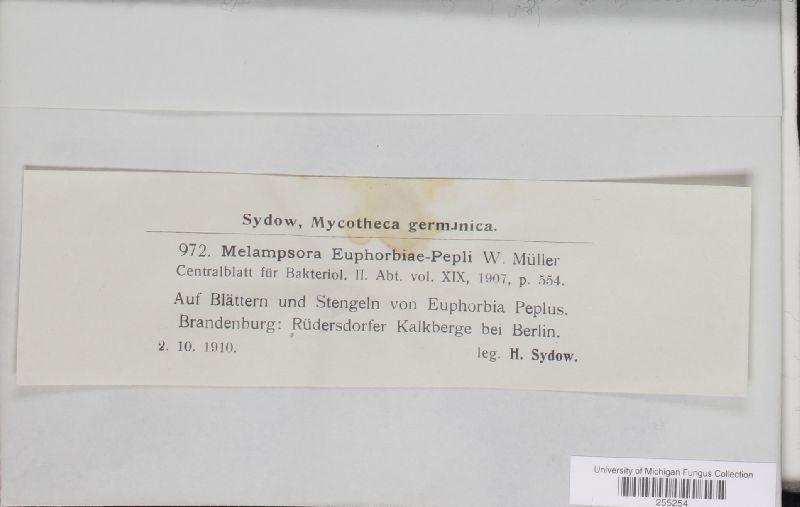 Sydow, Mycotheca germanica.
972. Melampsora Euphorbiae-Pepli W. Müller
Centralblatt für Bakteriol. II. Abt. vol. XIX, 1907, p. 554.
Auf Blättern und Stengeln von Euphorbia Peplus.
Brandenburg: Rüdersdorfer Kalkberge bei Berlin.
2. 10. 1910. leg. H. Sydow.
University of Michigan Fungus Collection
255254